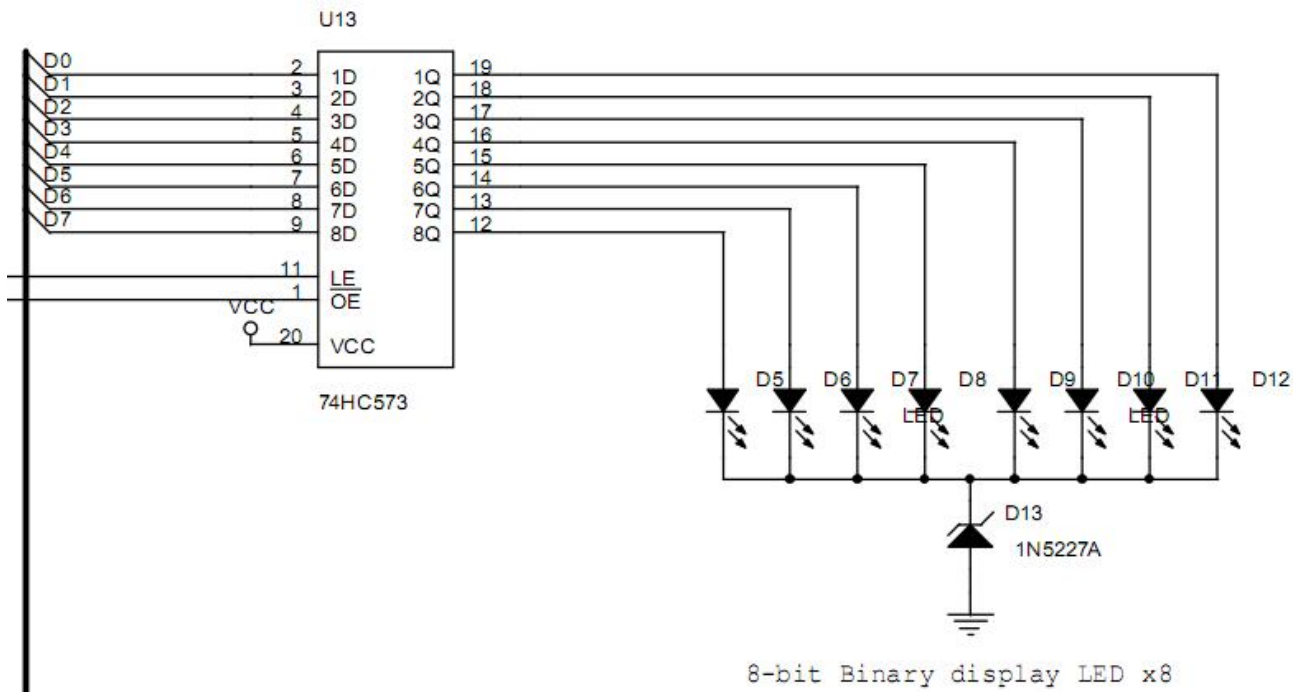 U13
D0
D1
D2
D3
D4
D5
D6
D7
2 1D 1Q 19
3 2D 2Q 18
4 3D 3Q 17
5 4D 4Q 16
6 5D 5Q 15
7 6D 6Q 14
8 7D 7Q 13
9 8D 8Q 12
11 LE
1 OE
VCC
20 VCC
74HC573
D5 D6 D7 D8 D9 D10 D11 D12
LED LED
D13
1N5227A
8-bit Binary display LED x8